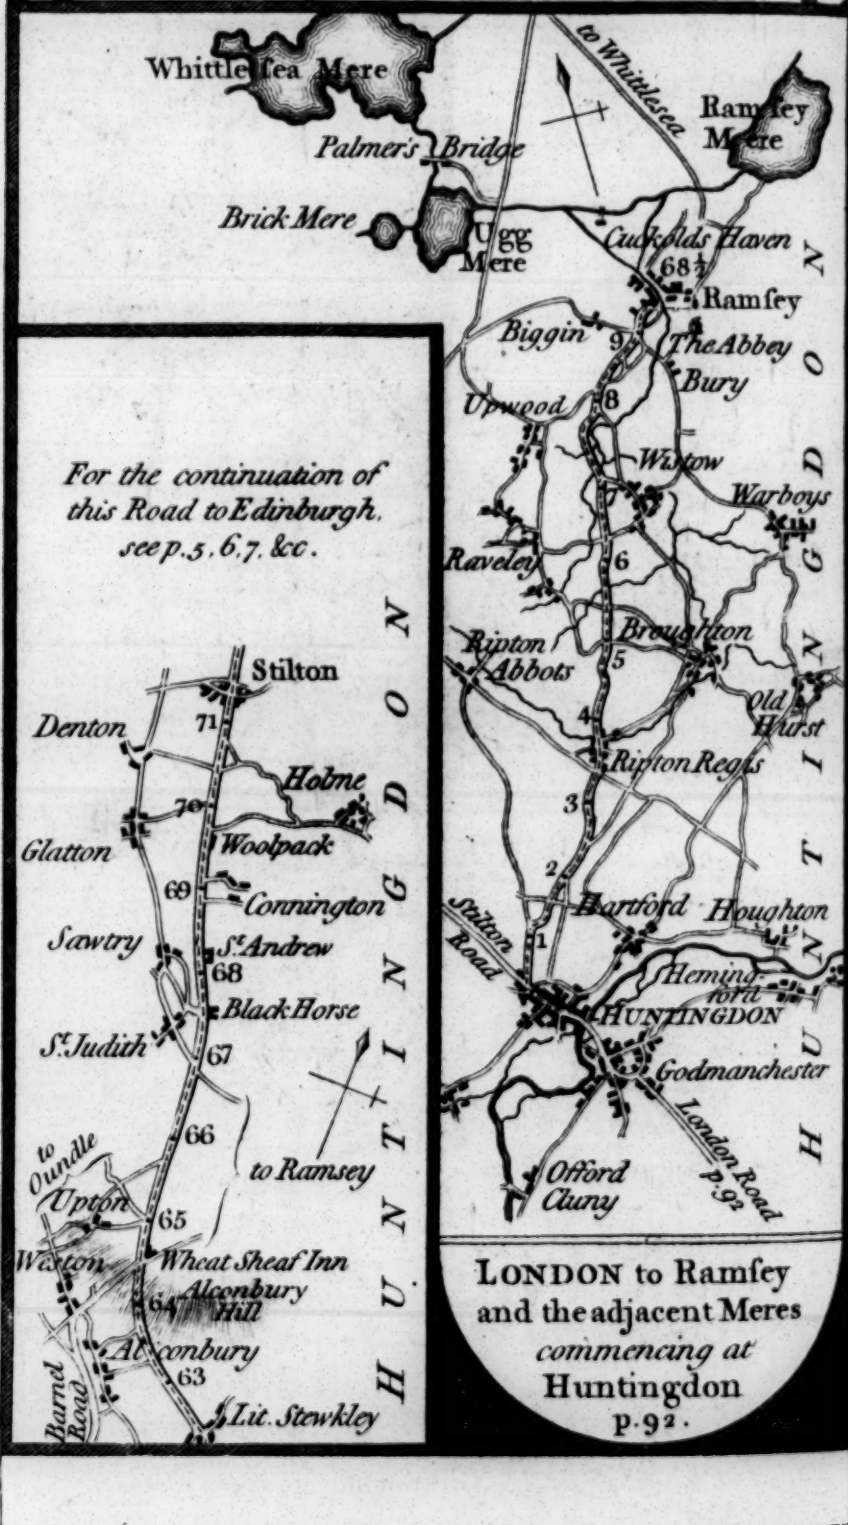 Whittlesea Mere
to Whittlesea
Ramsey
Mere
Palmer's Bridge
Brick Mere
Ugg
Mere
Cuckolds Haven
68½
Ramsey
Biggin
9
The Abbey
Bury
8
Upwood
Wistow
7
Warboys
Raveley
6
Broughton
Ripton
Abbots
5
Old
Hurst
4
Ripton Regis
3
2
Hartford
Houghton
Stilton
Road
1
Heming-
ford
HUNTINGDON
Godmanchester
London Road
p.92
Offord
Cluny
HUNTINGDON
LONDON to Ramſey
and the adjacent Meres
commencing at
Huntingdon
p.92.
For the continuation of
this Road to Edinburgh,
see p.5, 6, 7, &c.
Stilton
71
Denton
Holme
70
Glatton
Woolpack
69
Connington
Sawtry
St. Andrew
68
Black Horse
St. Judith
67
66
to
Oundle
to Ramsey
Upton
65
Weston
Wheat Sheaf Inn
Alconbury
Hill
64
Alconbury
63
Barnel
Road
Lit. Stewkley
HUNTINGDON